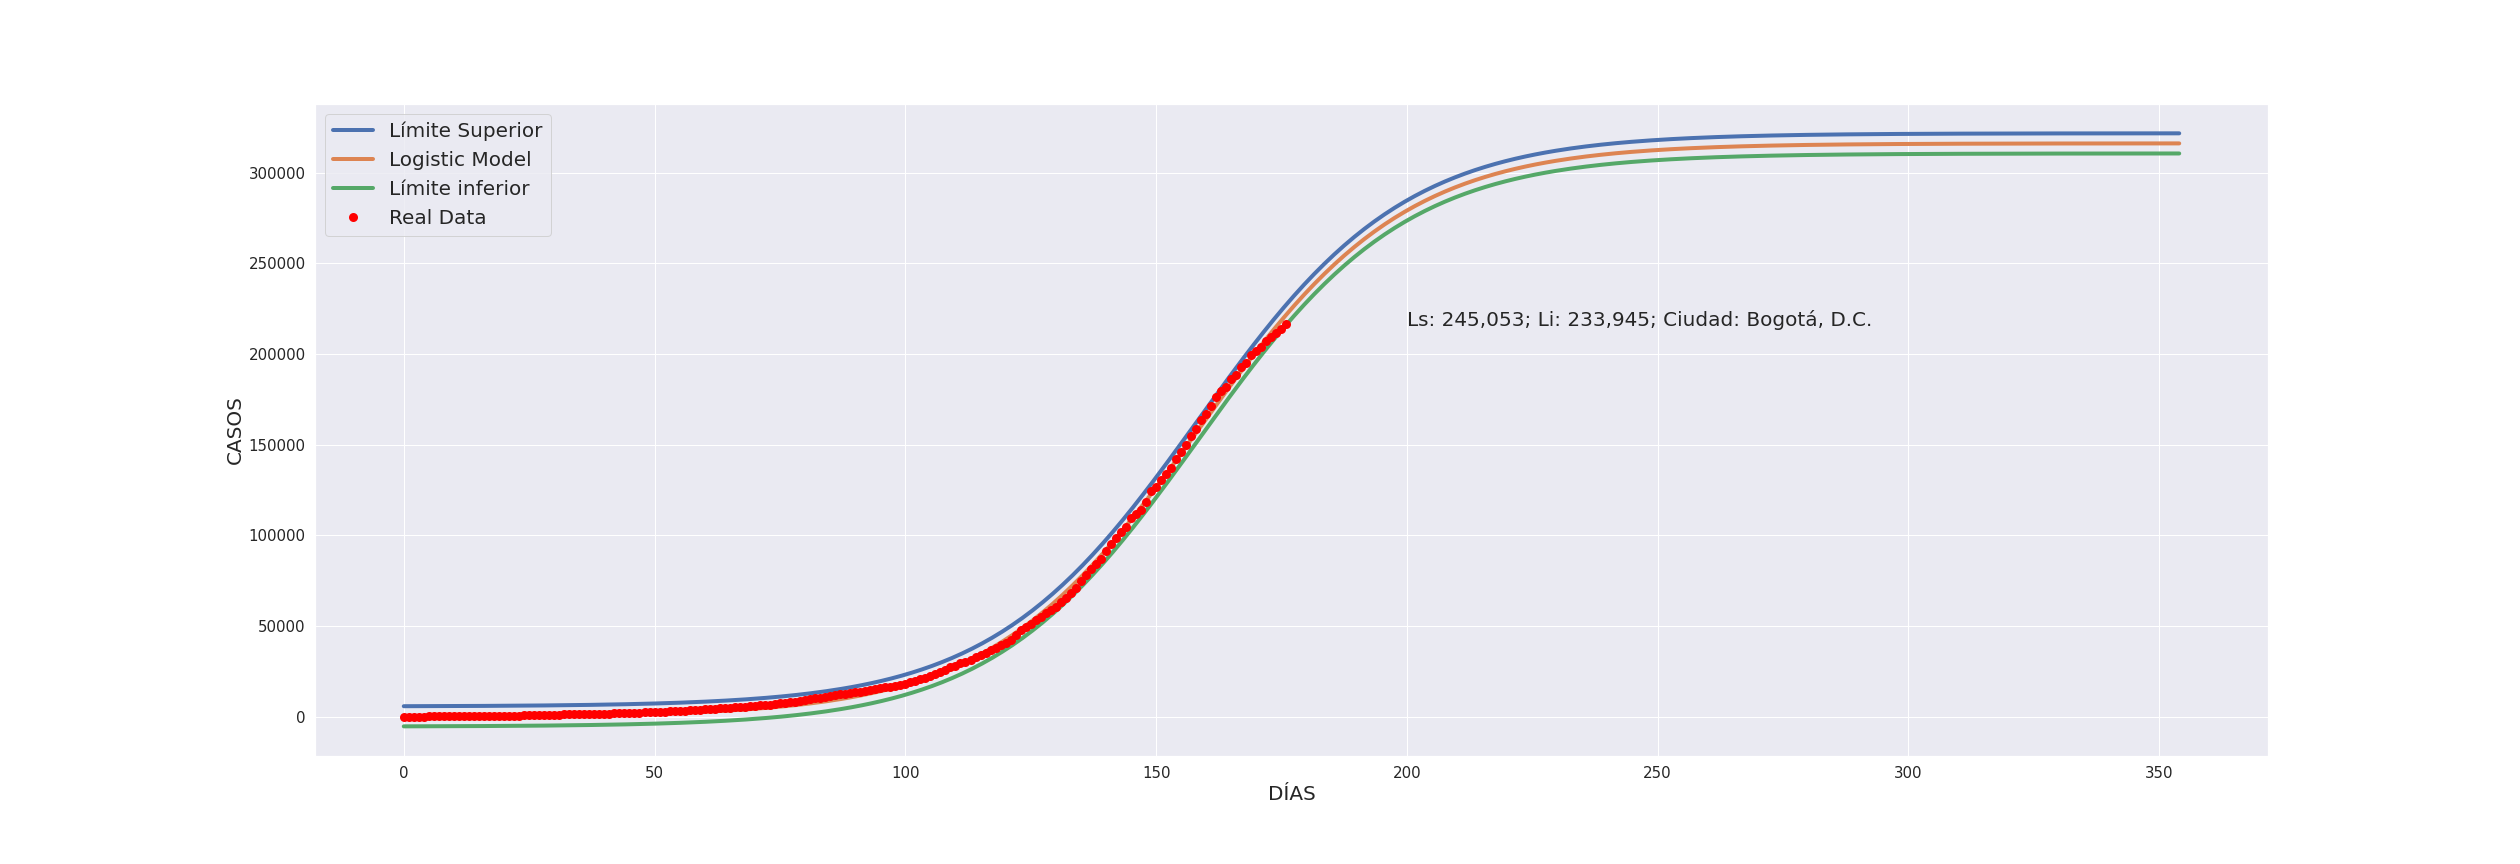 Límite Superior
Logistic Model
Límite inferior
Real Data
300000
250000
200000
150000
100000
50000
0
CASOS
Ls: 245,053; Li: 233,945; Ciudad: Bogotá, D.C.
0 50 100 150 200 250 300 350
DÍAS